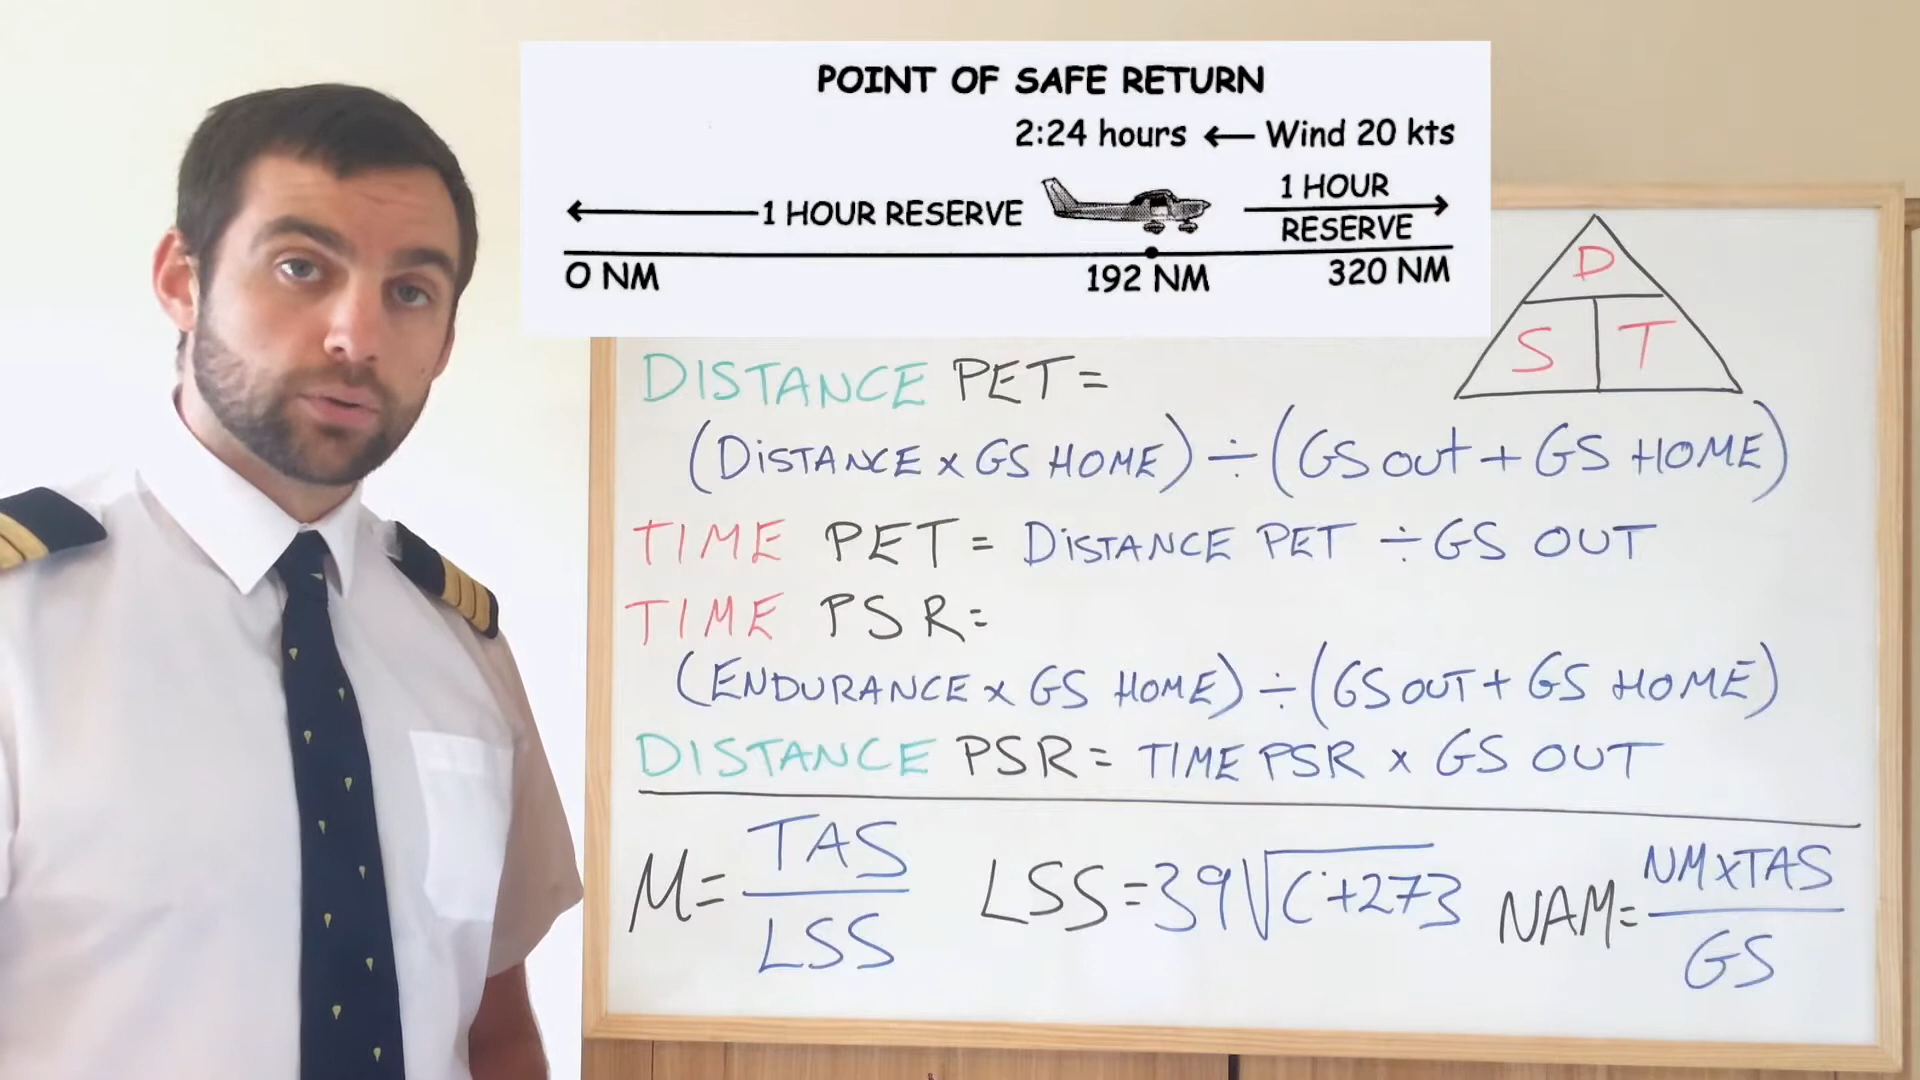 POINT OF SAFE RETURN
2:24 hours ← Wind 20 kts
1 HOUR RESERVE
1 HOUR
RESERVE
0 NM
192 NM
320 NM
D
S T
DISTANCE PET =
(DISTANCE x GS HOME) ÷ (GS OUT + GS HOME)
TIME PET = DISTANCE PET ÷ GS OUT
TIME PSR =
(ENDURANCE x GS HOME) ÷ (GS OUT + GS HOME)
DISTANCE PSR = TIME PSR x GS OUT
M = TAS / LSS
LSS = 39√C°+273
NAM = NM x TAS / GS